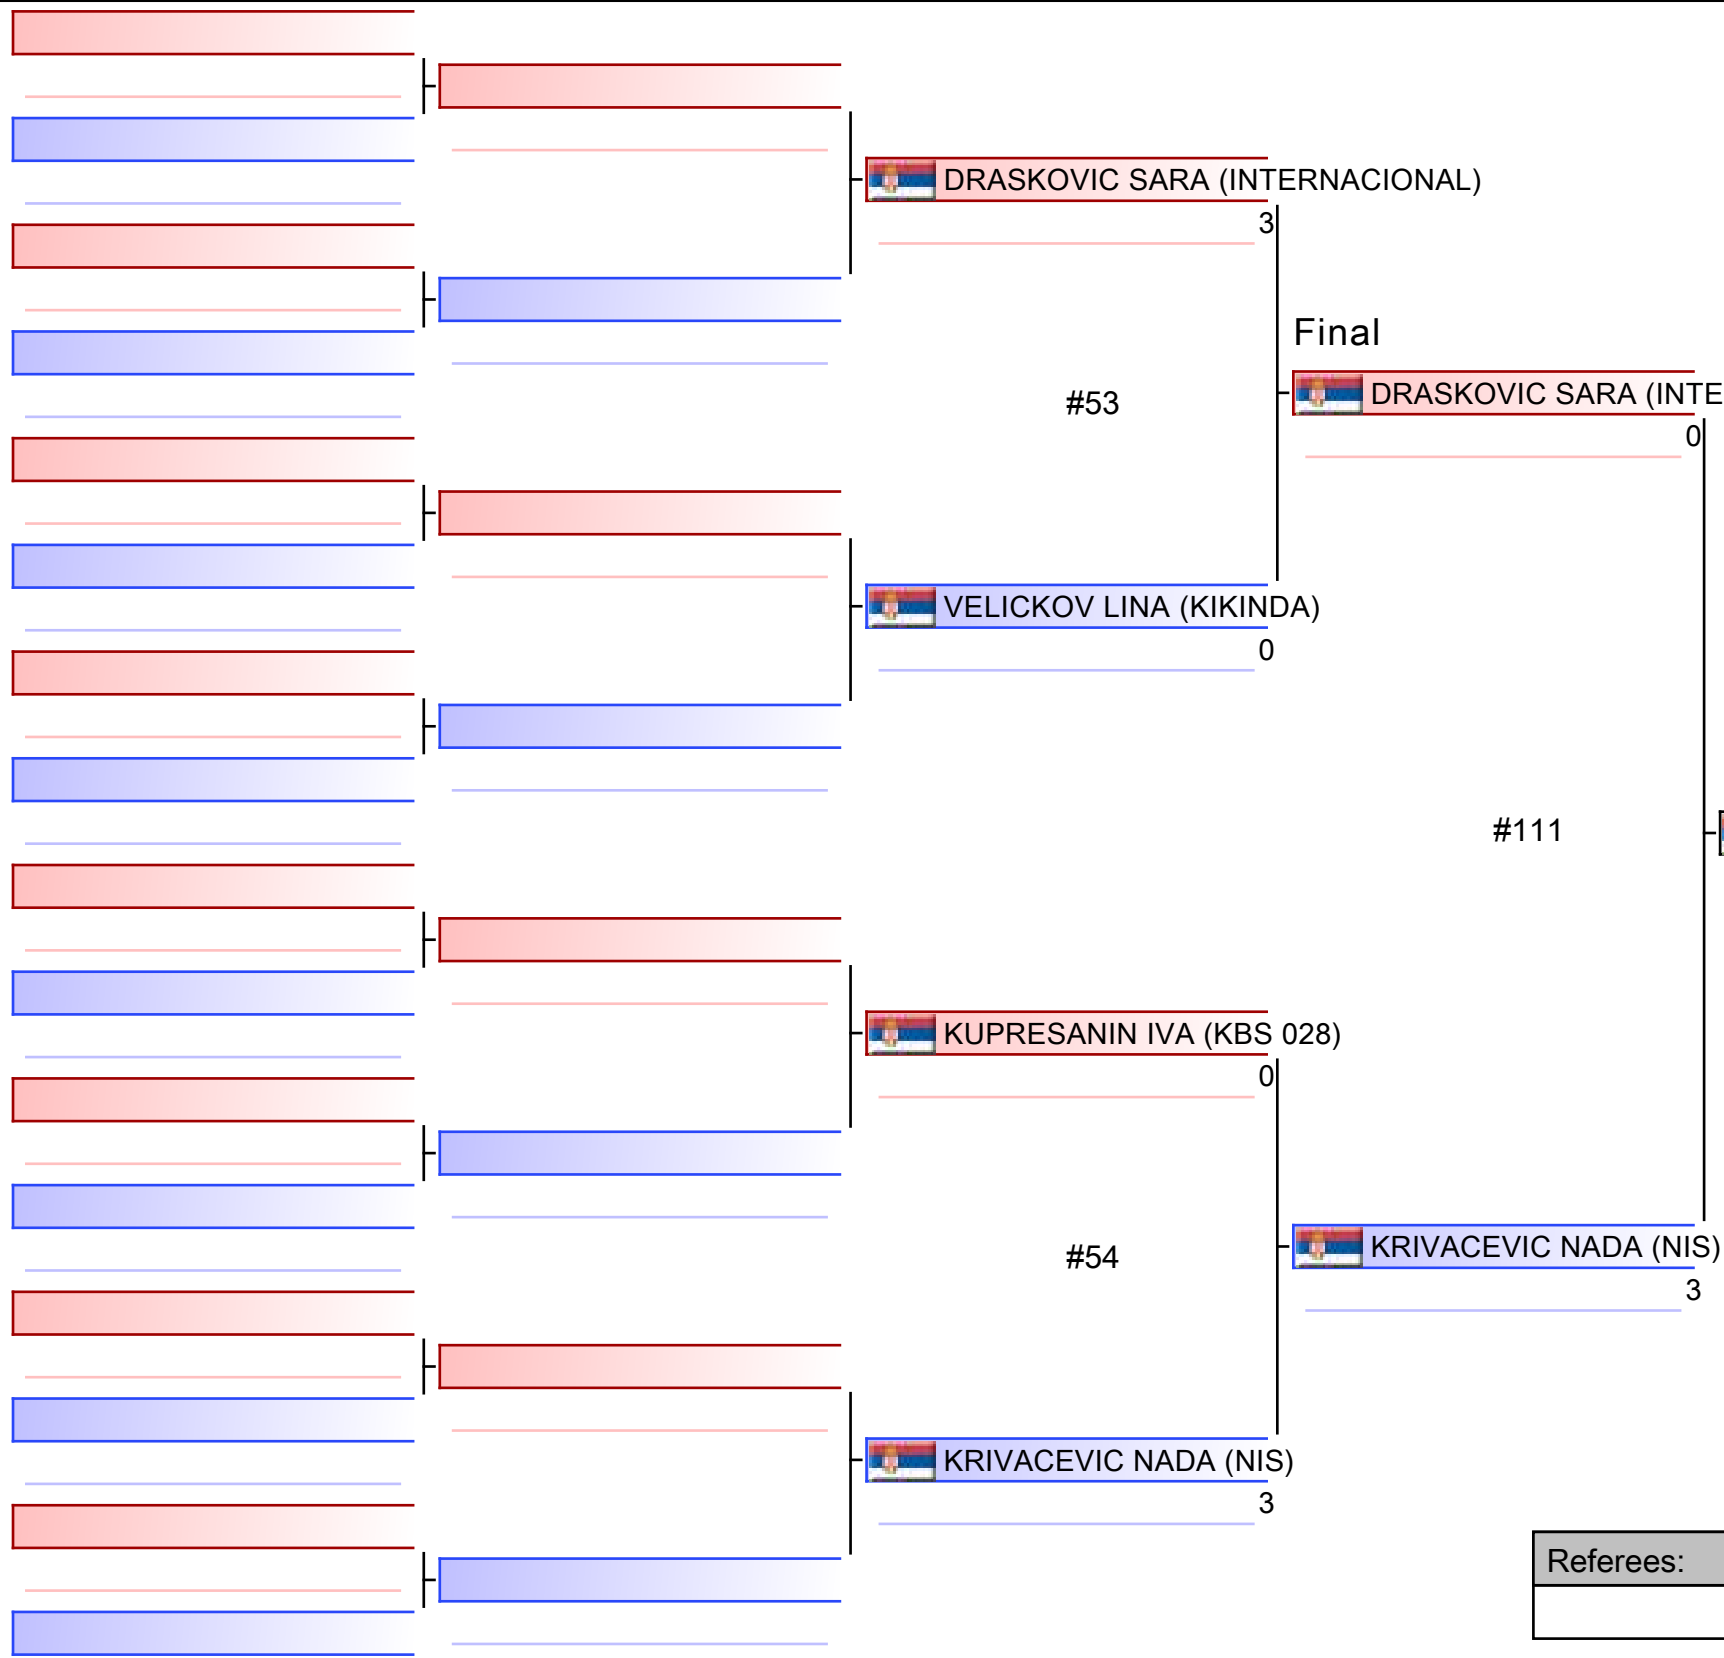 DRASKOVIC SARA (INTERNACIONAL)
3
Final
#53
DRASKOVIC SARA (INTE
0
VELICKOV LINA (KIKINDA)
0
#111
KUPRESANIN IVA (KBS 028)
0
#54
KRIVACEVIC NADA (NIS)
3
KRIVACEVIC NADA (NIS)
3
Referees: